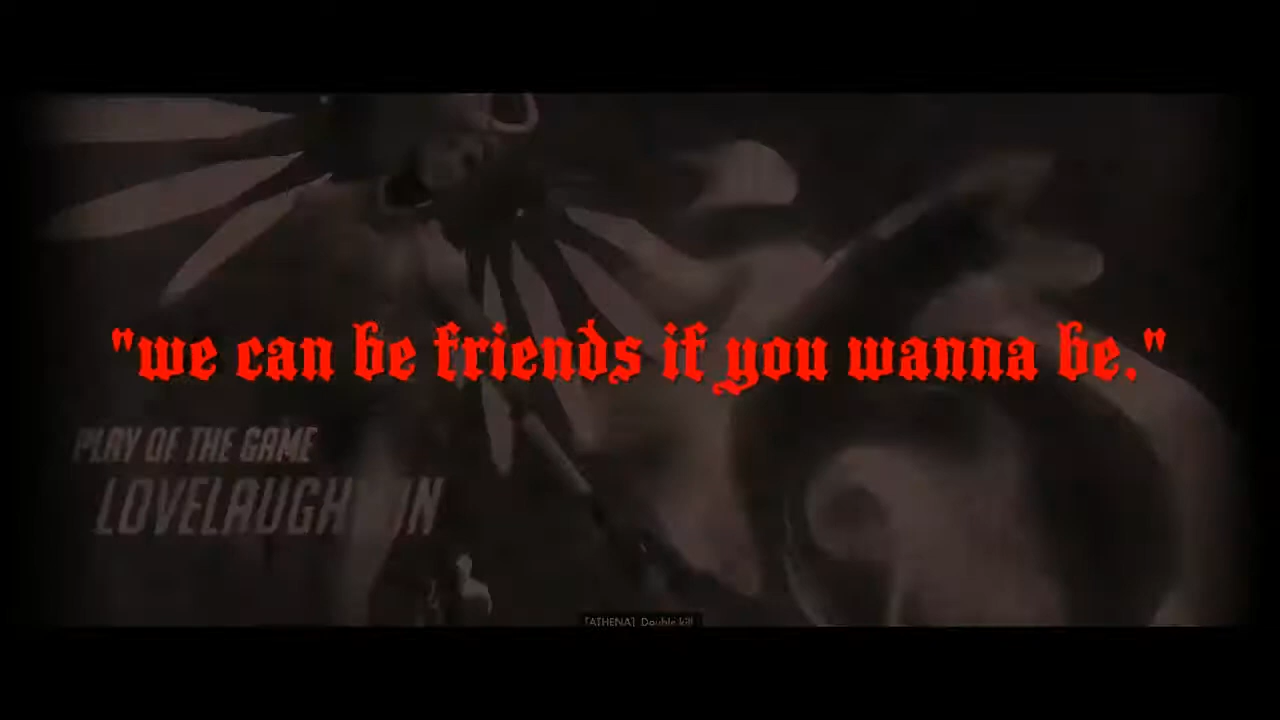 "we can be friends if you wanna be."
PLAY OF THE GAME
[ATHENA] Double kill